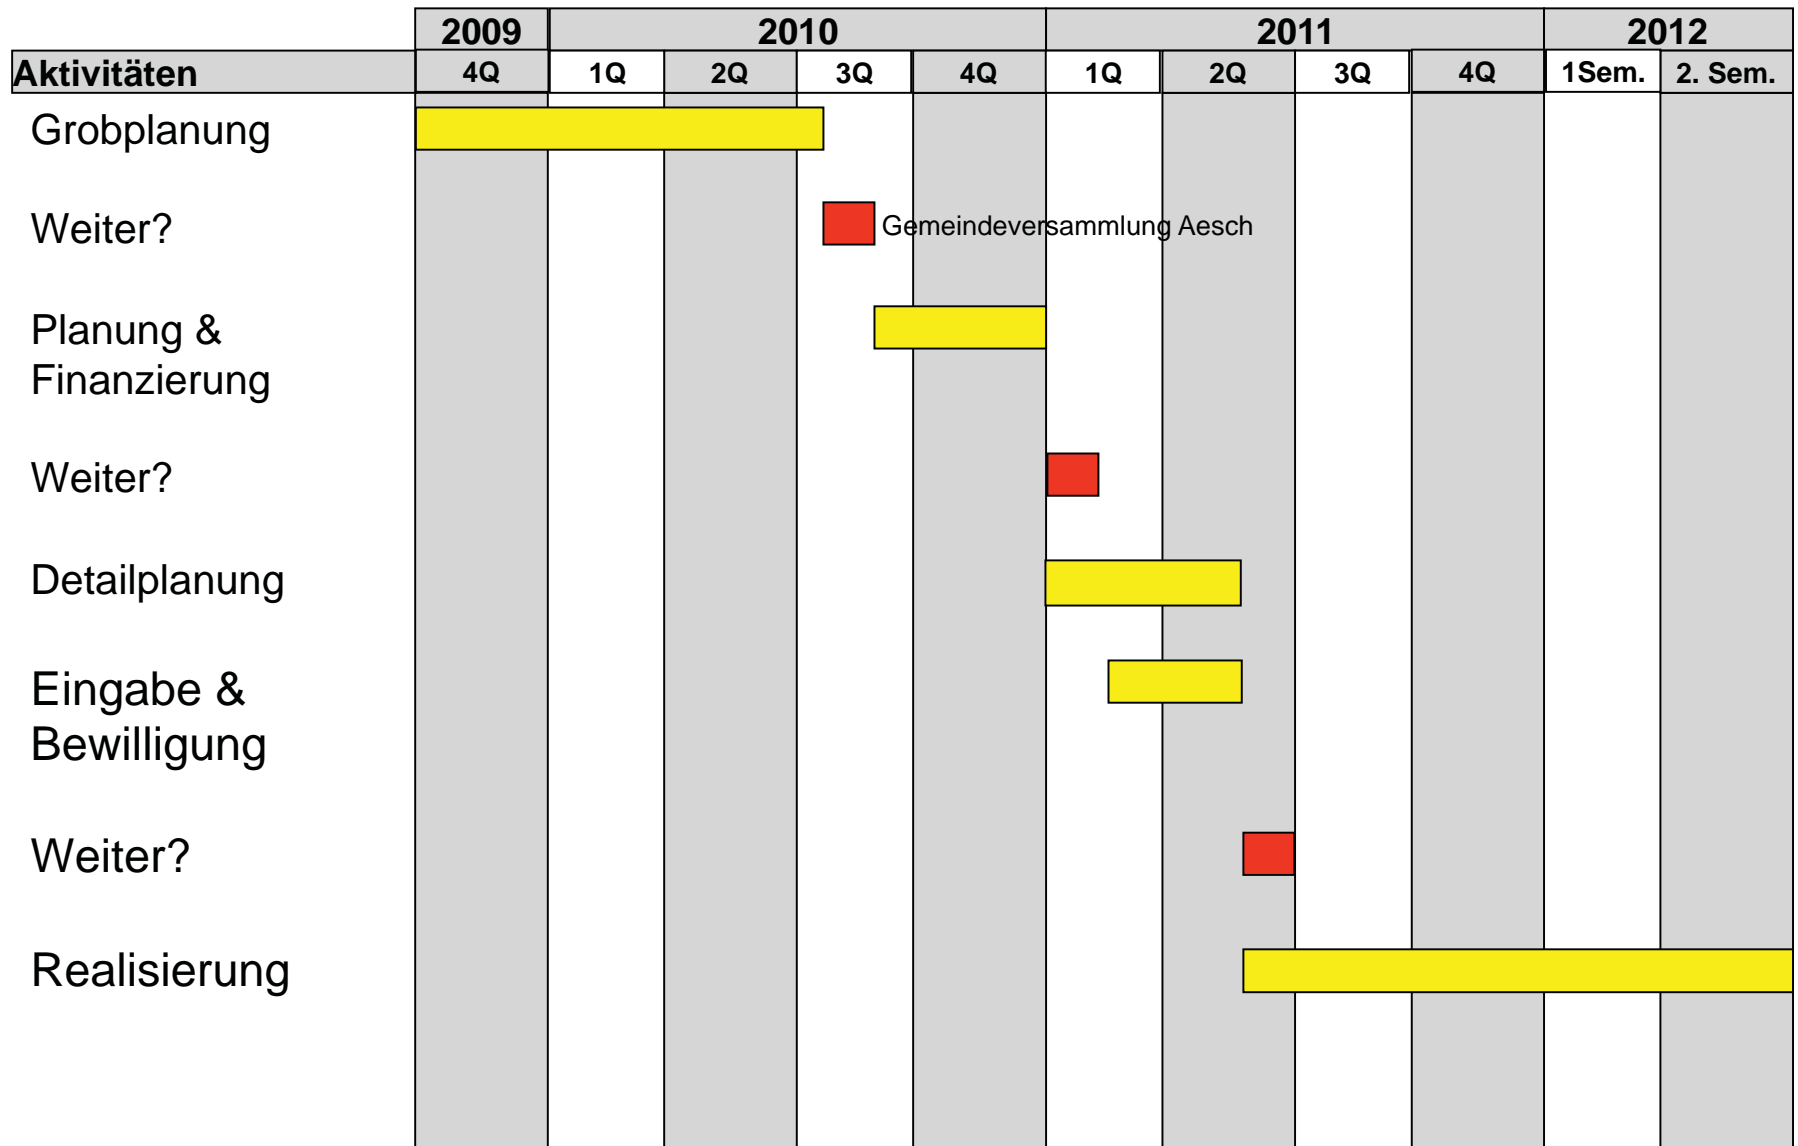 2009 2010 2011 2012
Aktivitäten 4Q 1Q 2Q 3Q 4Q 1Q 2Q 3Q 4Q 1Sem. 2. Sem.
Grobplanung
Weiter? Gemeindeversammlung Aesch
Planung &
Finanzierung
Weiter?
Detailplanung
Eingabe &
Bewilligung
Weiter?
Realisierung